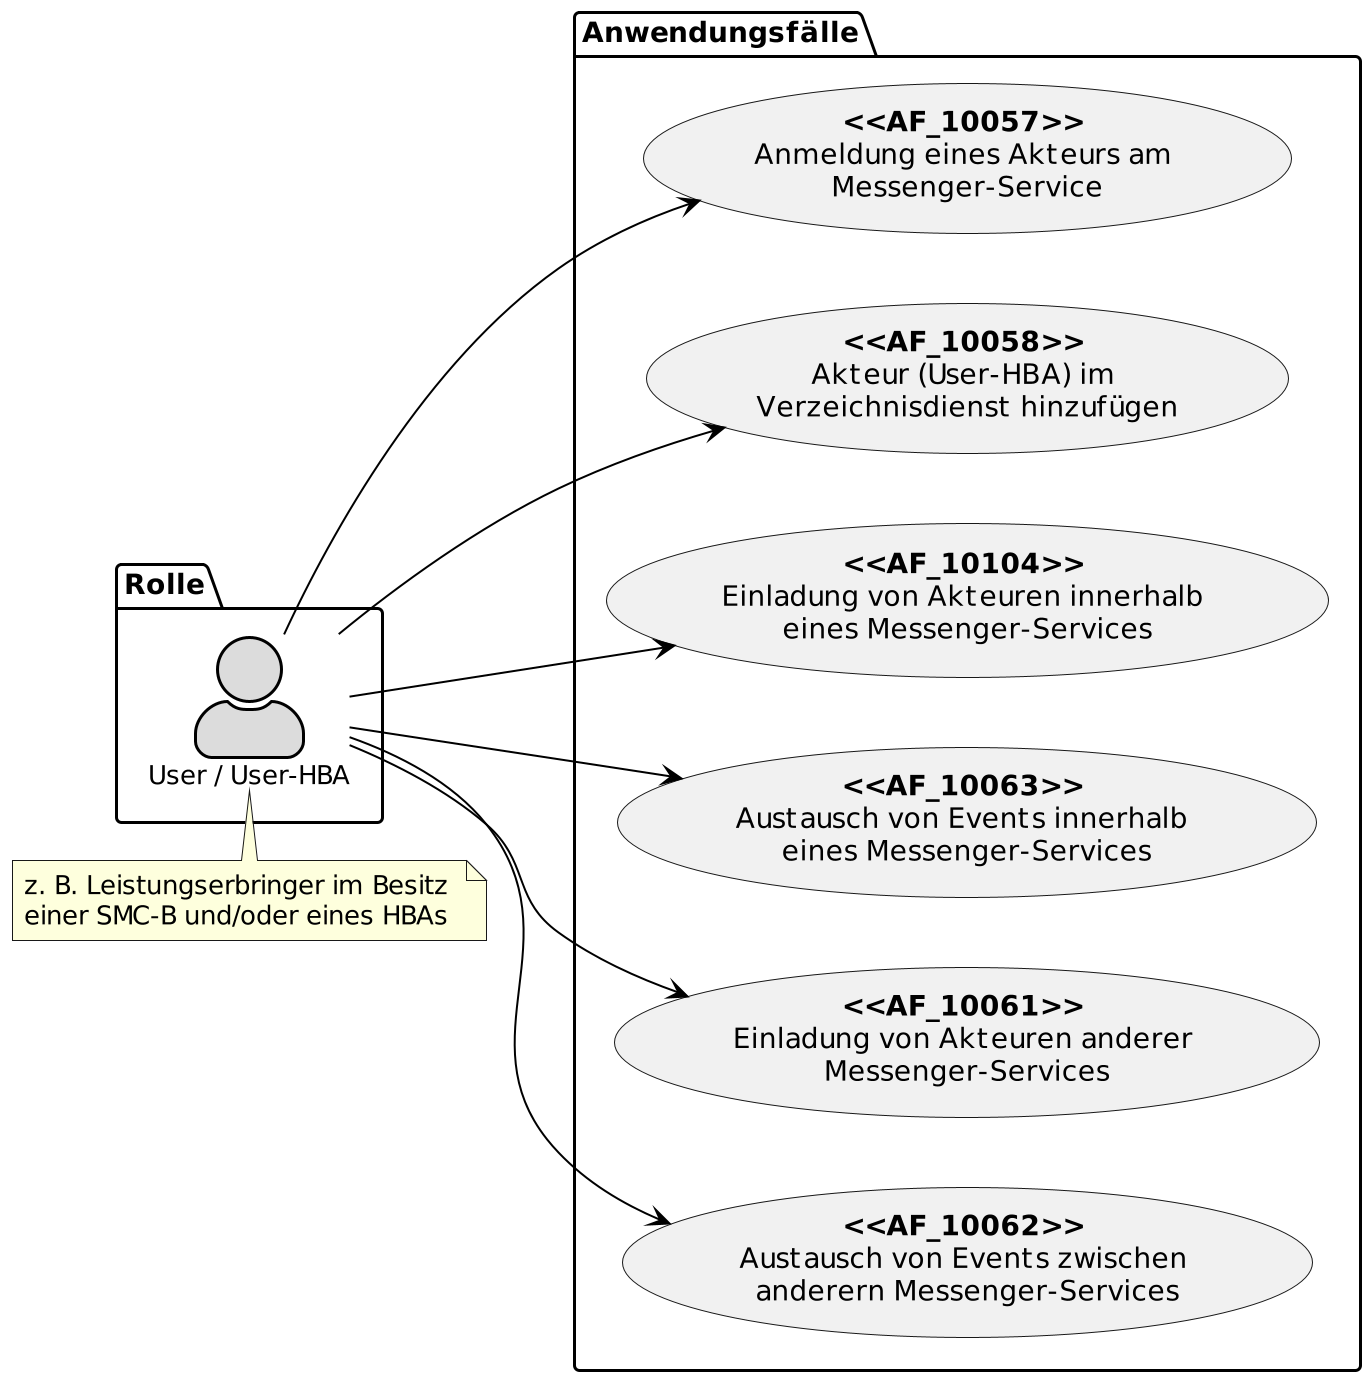 Anwendungsfälle
<<AF_10057>>
Anmeldung eines Akteurs am
Messenger-Service
<<AF_10058>>
Akteur (User-HBA) im
Verzeichnisdienst hinzufügen
<<AF_10104>>
Einladung von Akteuren innerhalb
eines Messenger-Services
<<AF_10063>>
Austausch von Events innerhalb
eines Messenger-Services
<<AF_10061>>
Einladung von Akteuren anderer
Messenger-Services
<<AF_10062>>
Austausch von Events zwischen
anderern Messenger-Services
Rolle
User / User-HBA
z. B. Leistungserbringer im Besitz
einer SMC-B und/oder eines HBAs